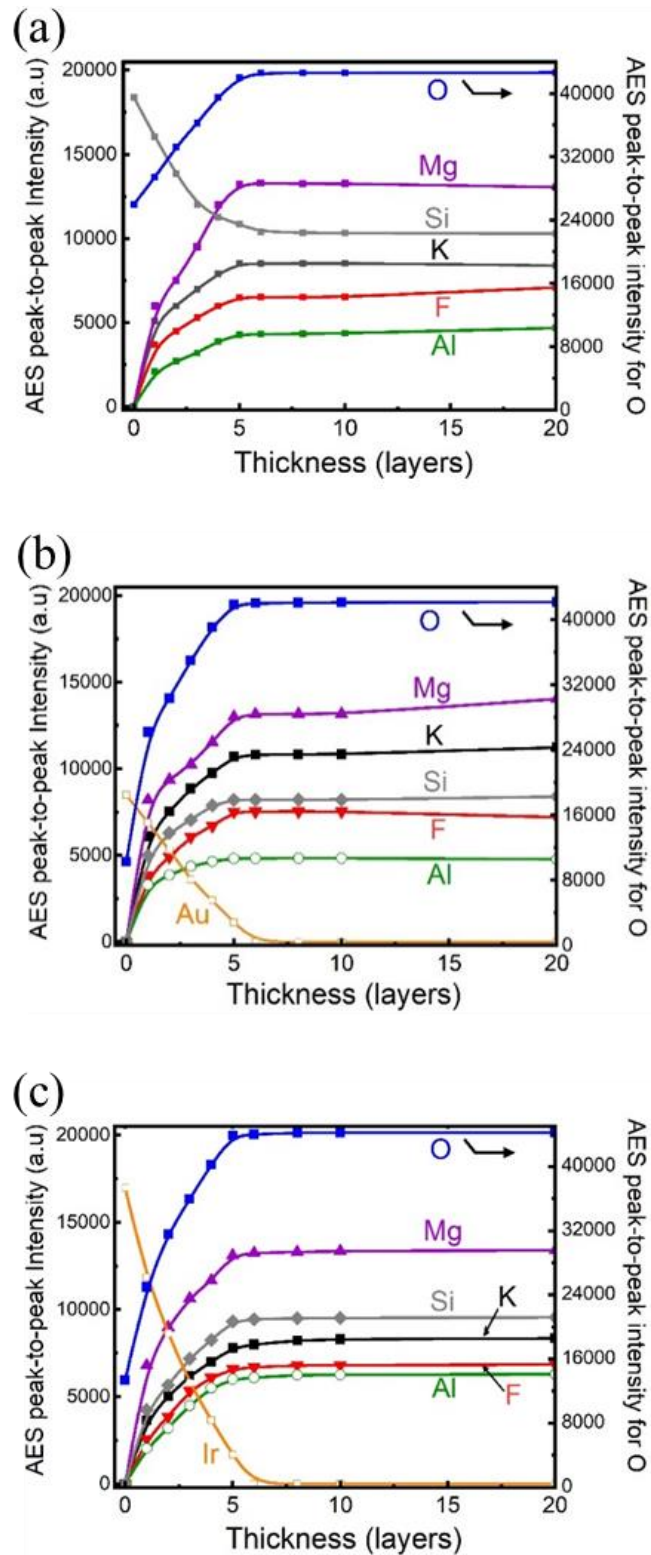 (a)
AES peak-to-peak Intensity (a.u)
20000
15000
10000
5000
0
O
Mg
Si
K
F
Al
40000
32000
24000
16000
8000
0
AES peak-to-peak intensity for O
0 5 10 15 20
Thickness (layers)
(b)
AES peak-to-peak Intensity (a.u)
20000
15000
10000
5000
0
O
Mg
K
Si
F
Al
Au
40000
32000
24000
16000
8000
0
AES peak-to-peak intensity for O
0 5 10 15 20
Thickness (layers)
(c)
AES peak-to-peak Intensity (a.u)
20000
15000
10000
5000
0
O
Mg
Si
K
Al
F
Ir
40000
32000
24000
16000
8000
0
AES peak-to-peak intensity for O
0 5 10 15 20
Thickness (layers)